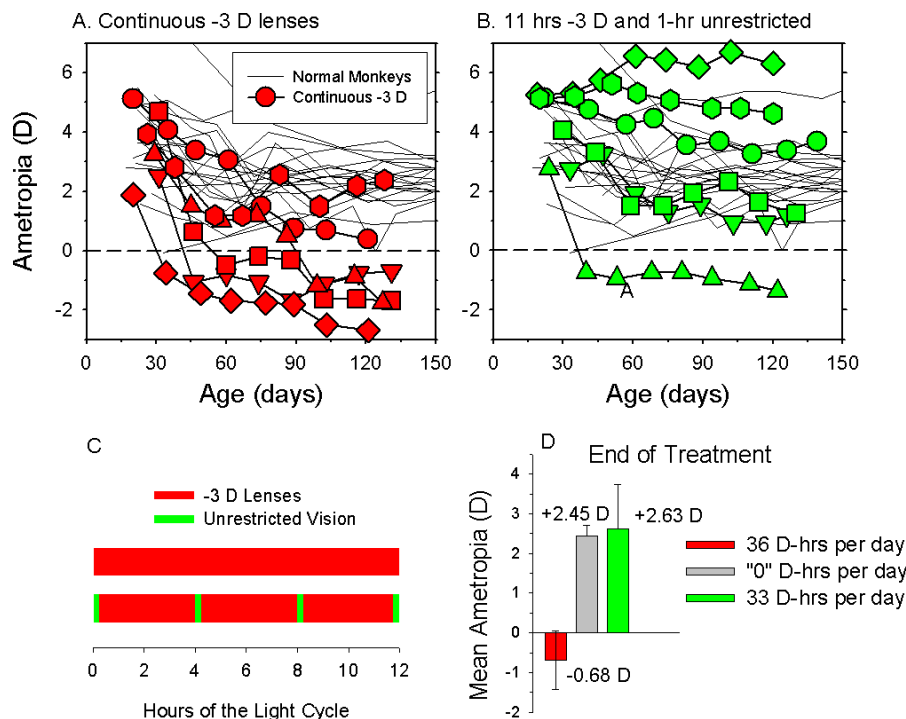 A. Continuous -3 D lenses
B. 11 hrs -3 D and 1-hr unrestricted
6
4
2
0
-2
Ametropia (D)
Normal Monkeys
Continuous -3 D
0 30 60 90 120 150
Age (days)
6
4
2
0
-2
A
0 30 60 90 120 150
Age (days)
C
-3 D Lenses
Unrestricted Vision
0 2 4 6 8 10 12
Hours of the Light Cycle
D
End of Treatment
Mean Ametropia (D)
4
3
2
1
0
-1
-2
+2.45 D
+2.63 D
-0.68 D
36 D-hrs per day
"0" D-hrs per day
33 D-hrs per day